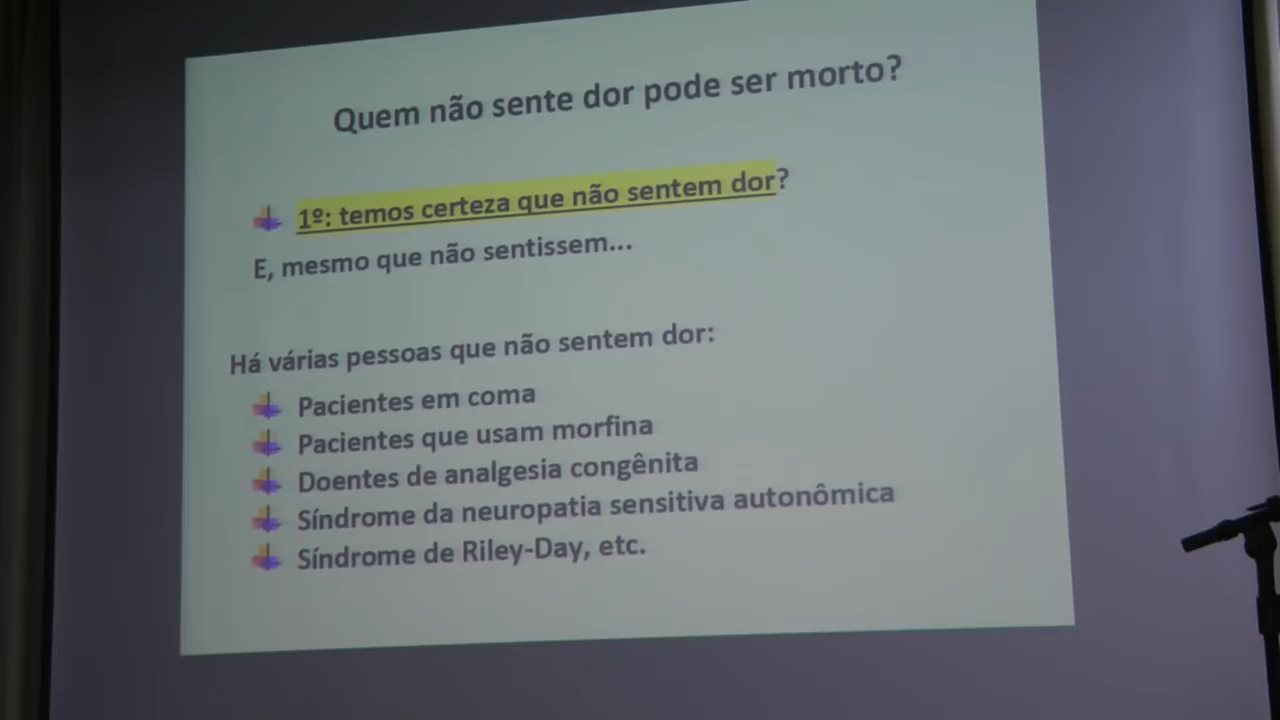 Quem não sente dor pode ser morto?
1º: temos certeza que não sentem dor?
E, mesmo que não sentissem...
Há várias pessoas que não sentem dor:
Pacientes em coma
Pacientes que usam morfina
Doentes de analgesia congênita
Síndrome da neuropatia sensitiva autonômica
Síndrome de Riley-Day, etc.